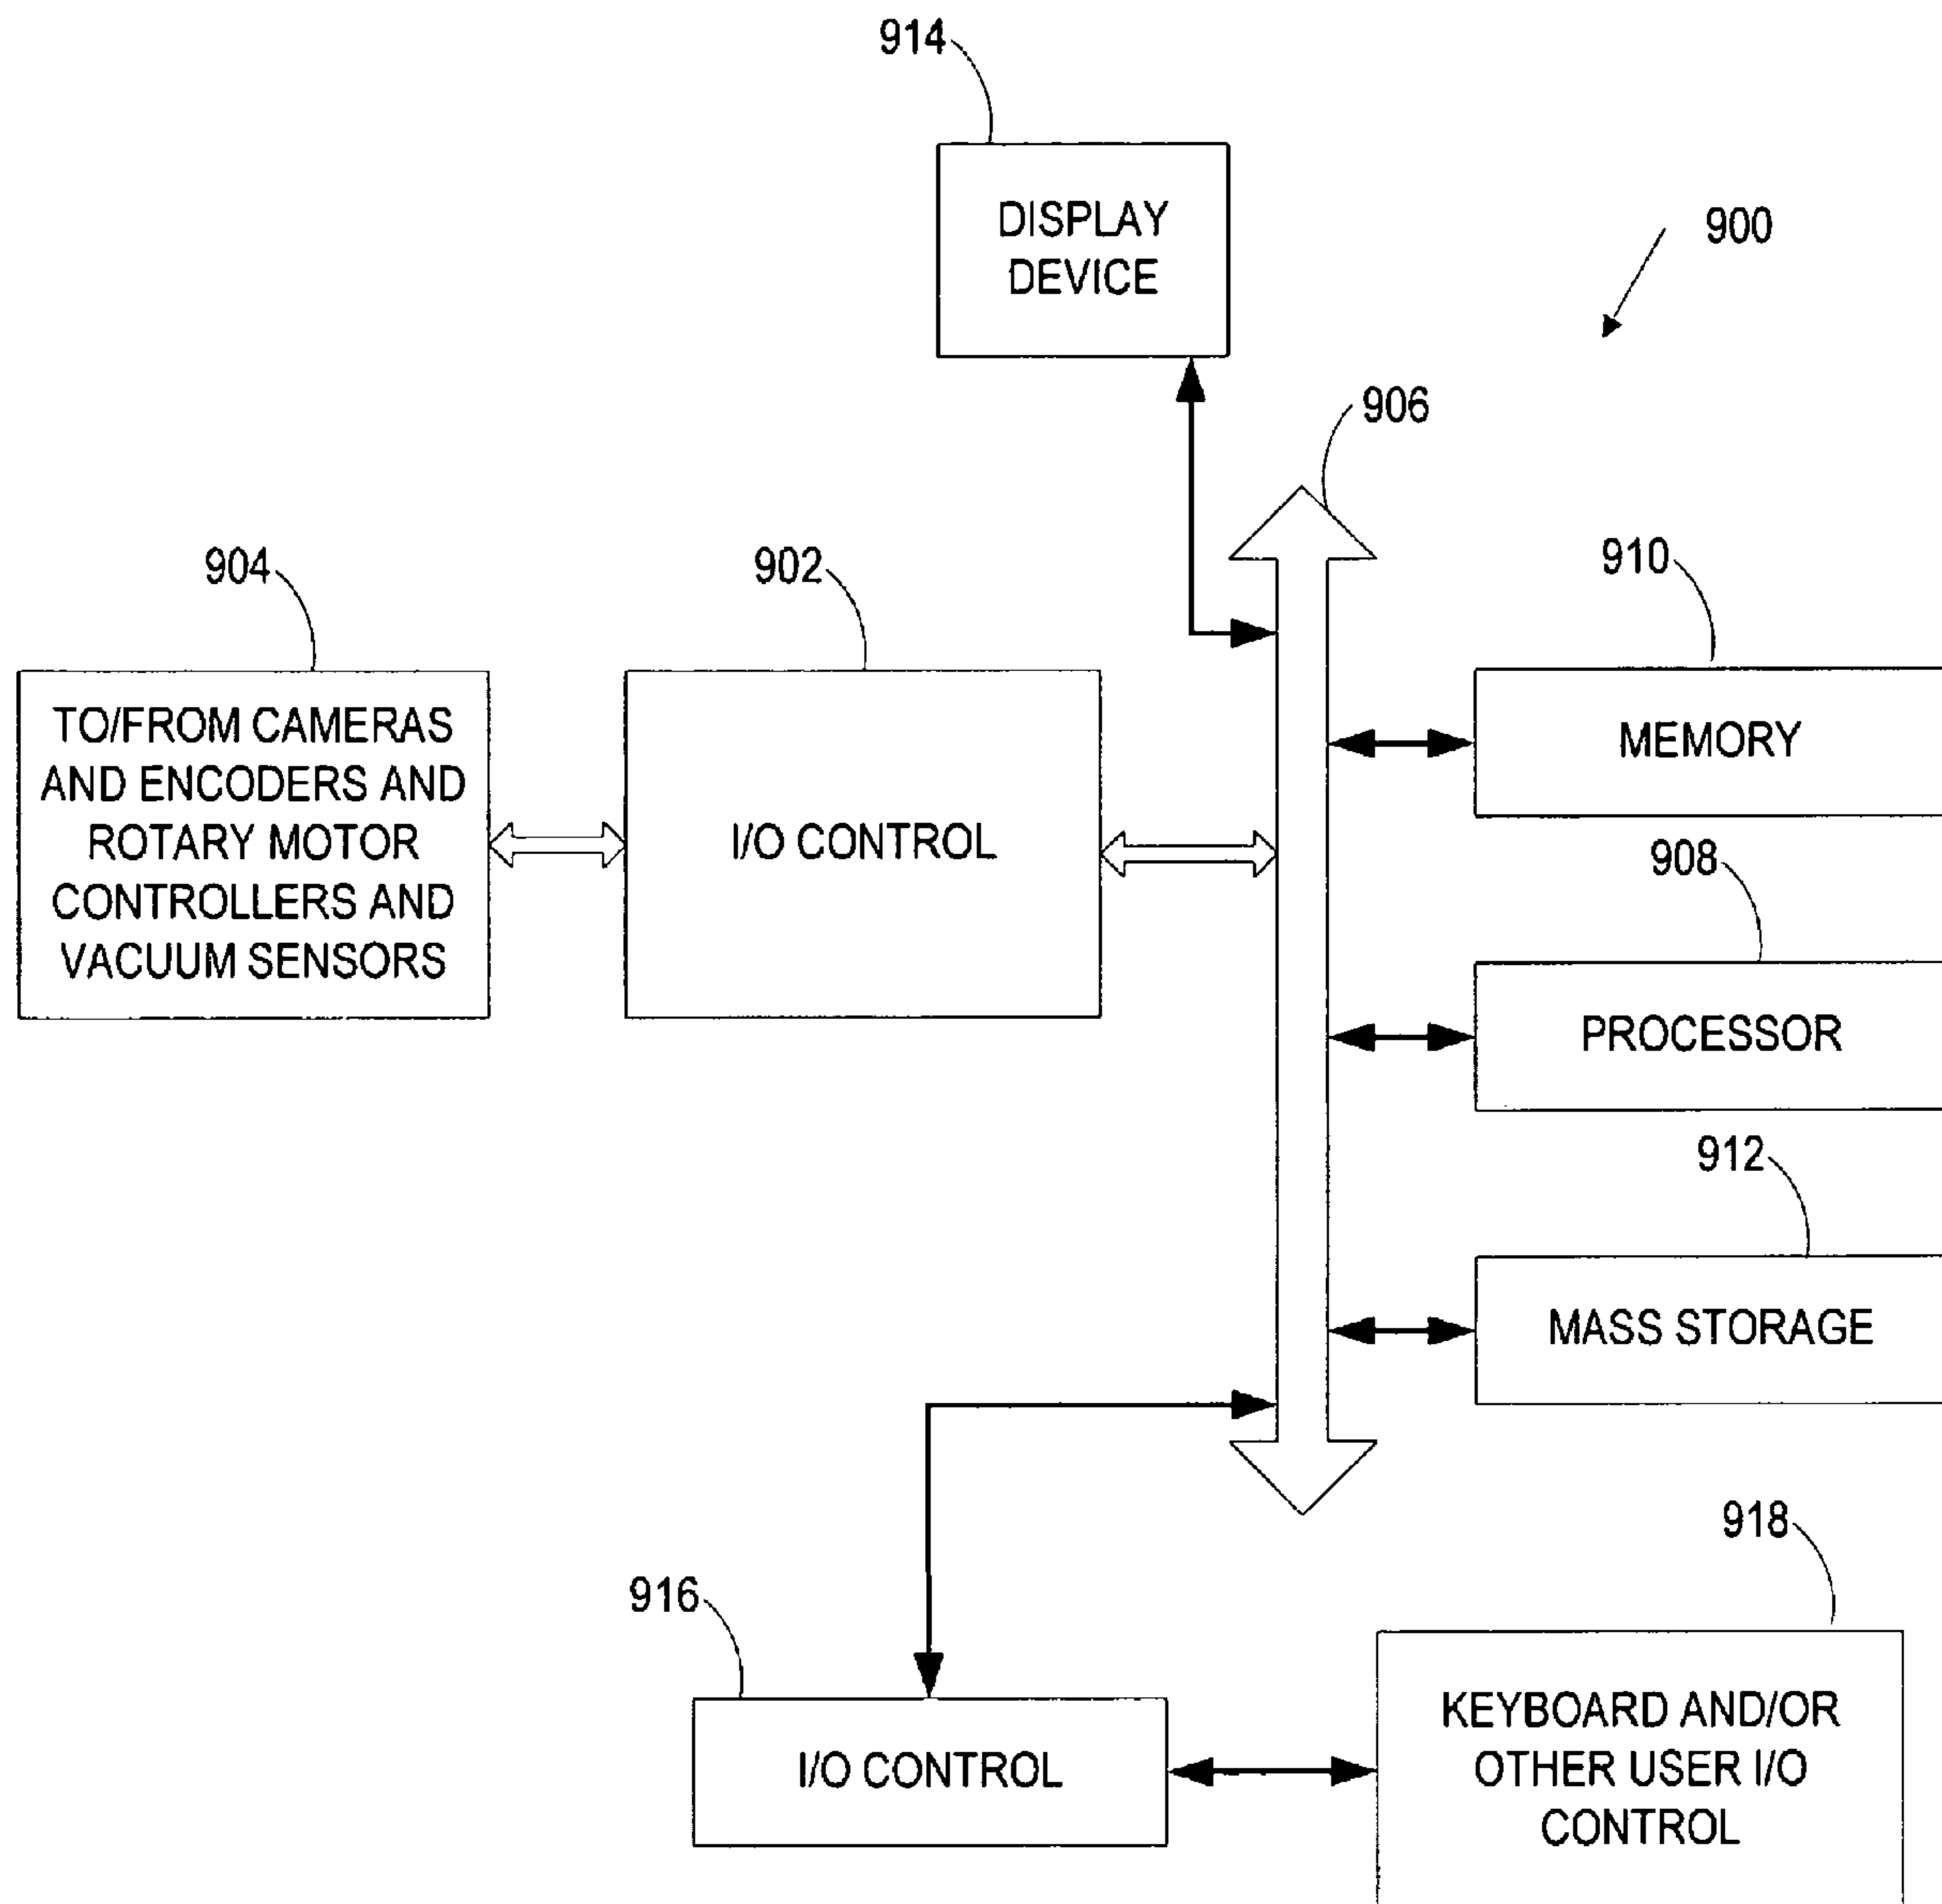 914
DISPLAY
DEVICE
900
906
904
902
910
TO/FROM CAMERAS
AND ENCODERS AND
ROTARY MOTOR
CONTROLLERS AND
VACUUM SENSORS
I/O CONTROL
MEMORY
908
PROCESSOR
912
MASS STORAGE
916
I/O CONTROL
918
KEYBOARD AND/OR
OTHER USER I/O
CONTROL